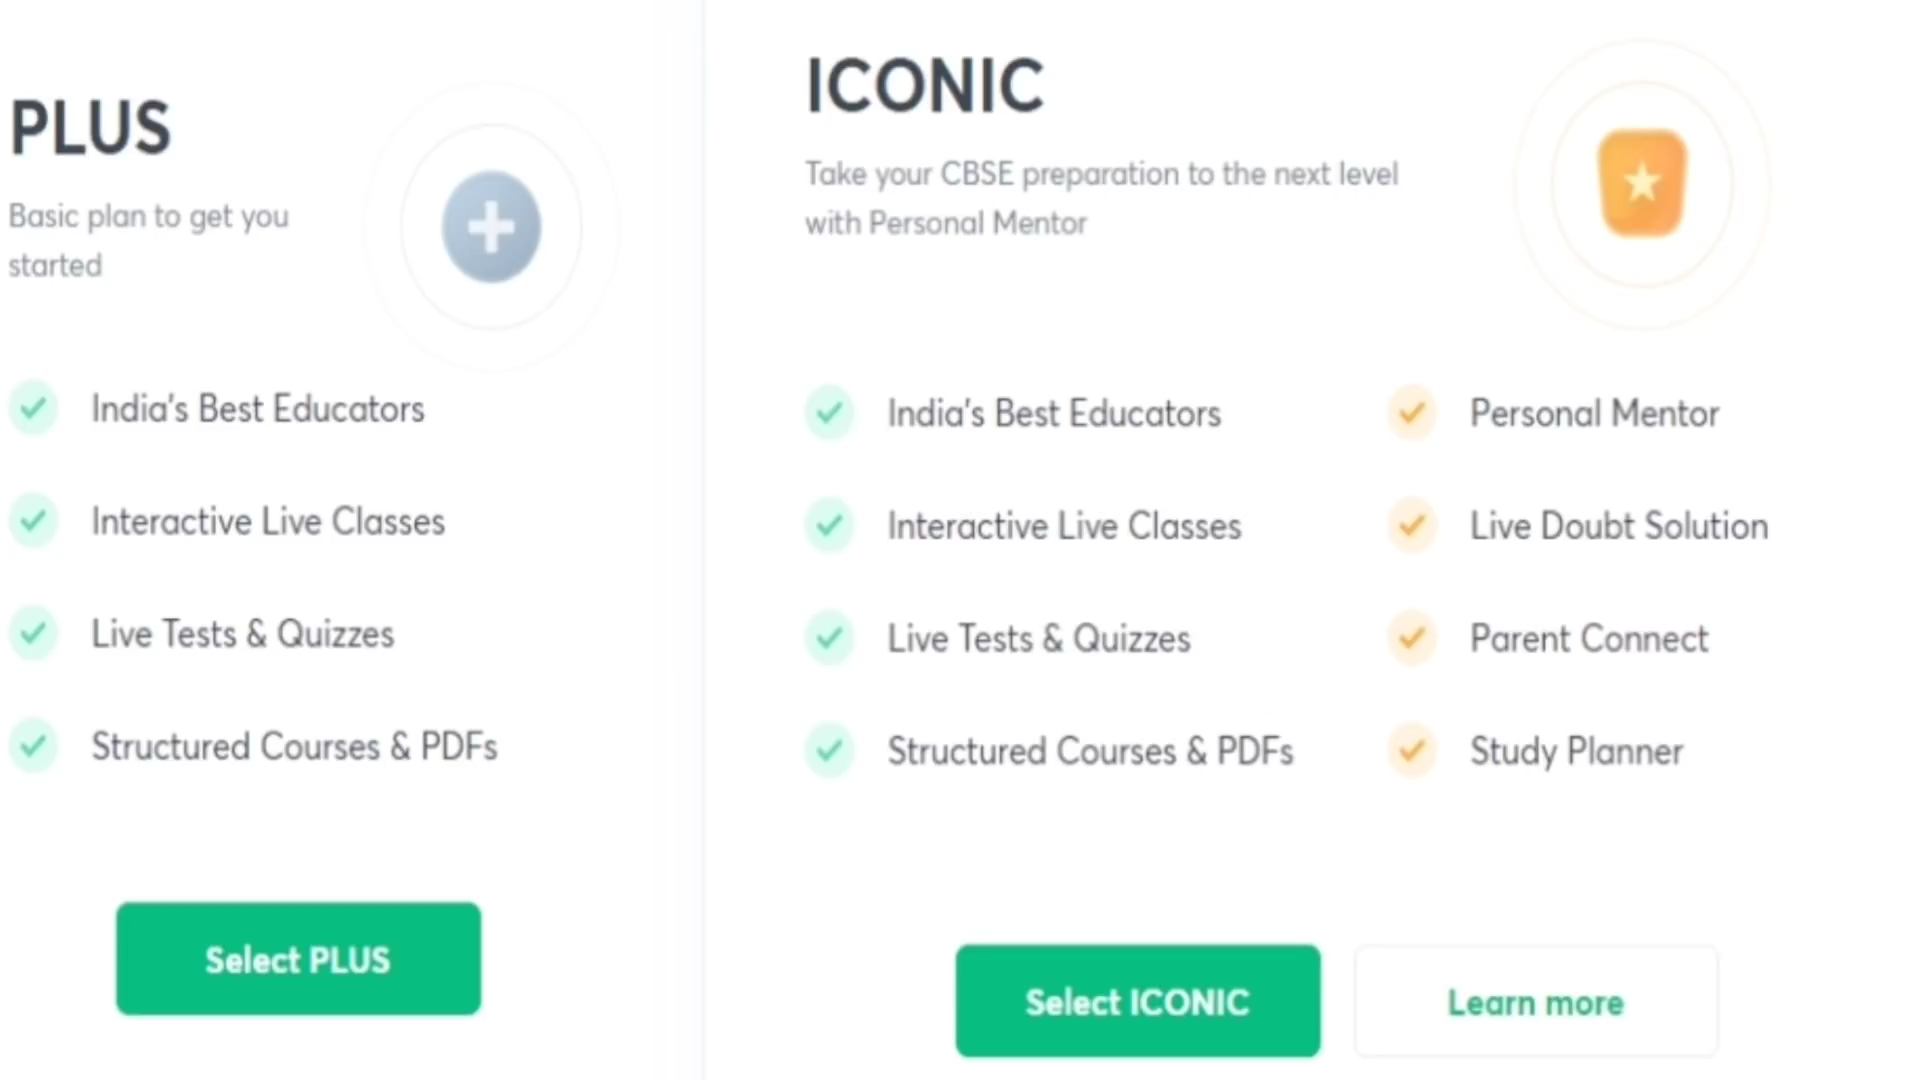 PLUS
Basic plan to get you
started
India's Best Educators
Interactive Live Classes
Live Tests & Quizzes
Structured Courses & PDFs
Select PLUS
ICONIC
Take your CBSE preparation to the next level
with Personal Mentor
India's Best Educators
Interactive Live Classes
Live Tests & Quizzes
Structured Courses & PDFs
Personal Mentor
Live Doubt Solution
Parent Connect
Study Planner
Select ICONIC
Learn more